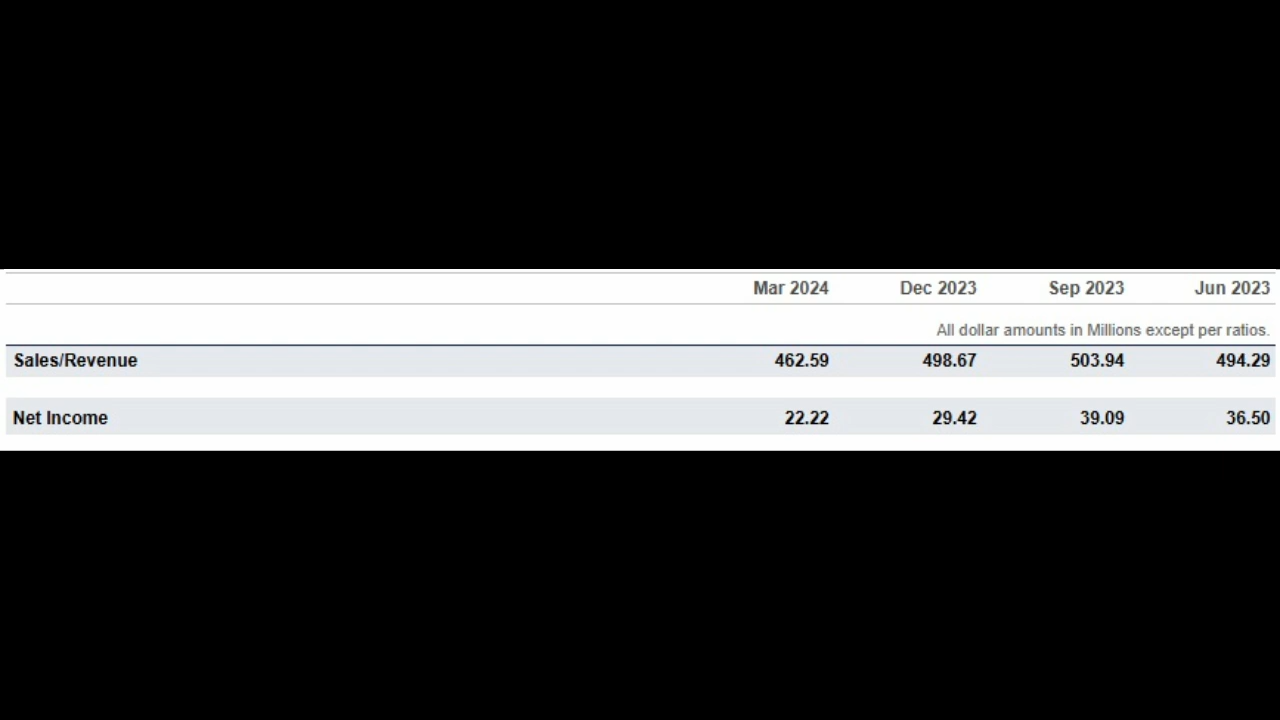 Mar 2024 Dec 2023 Sep 2023 Jun 2023
All dollar amounts in Millions except per ratios.
Sales/Revenue 462.59 498.67 503.94 494.29
Net Income 22.22 29.42 39.09 36.50